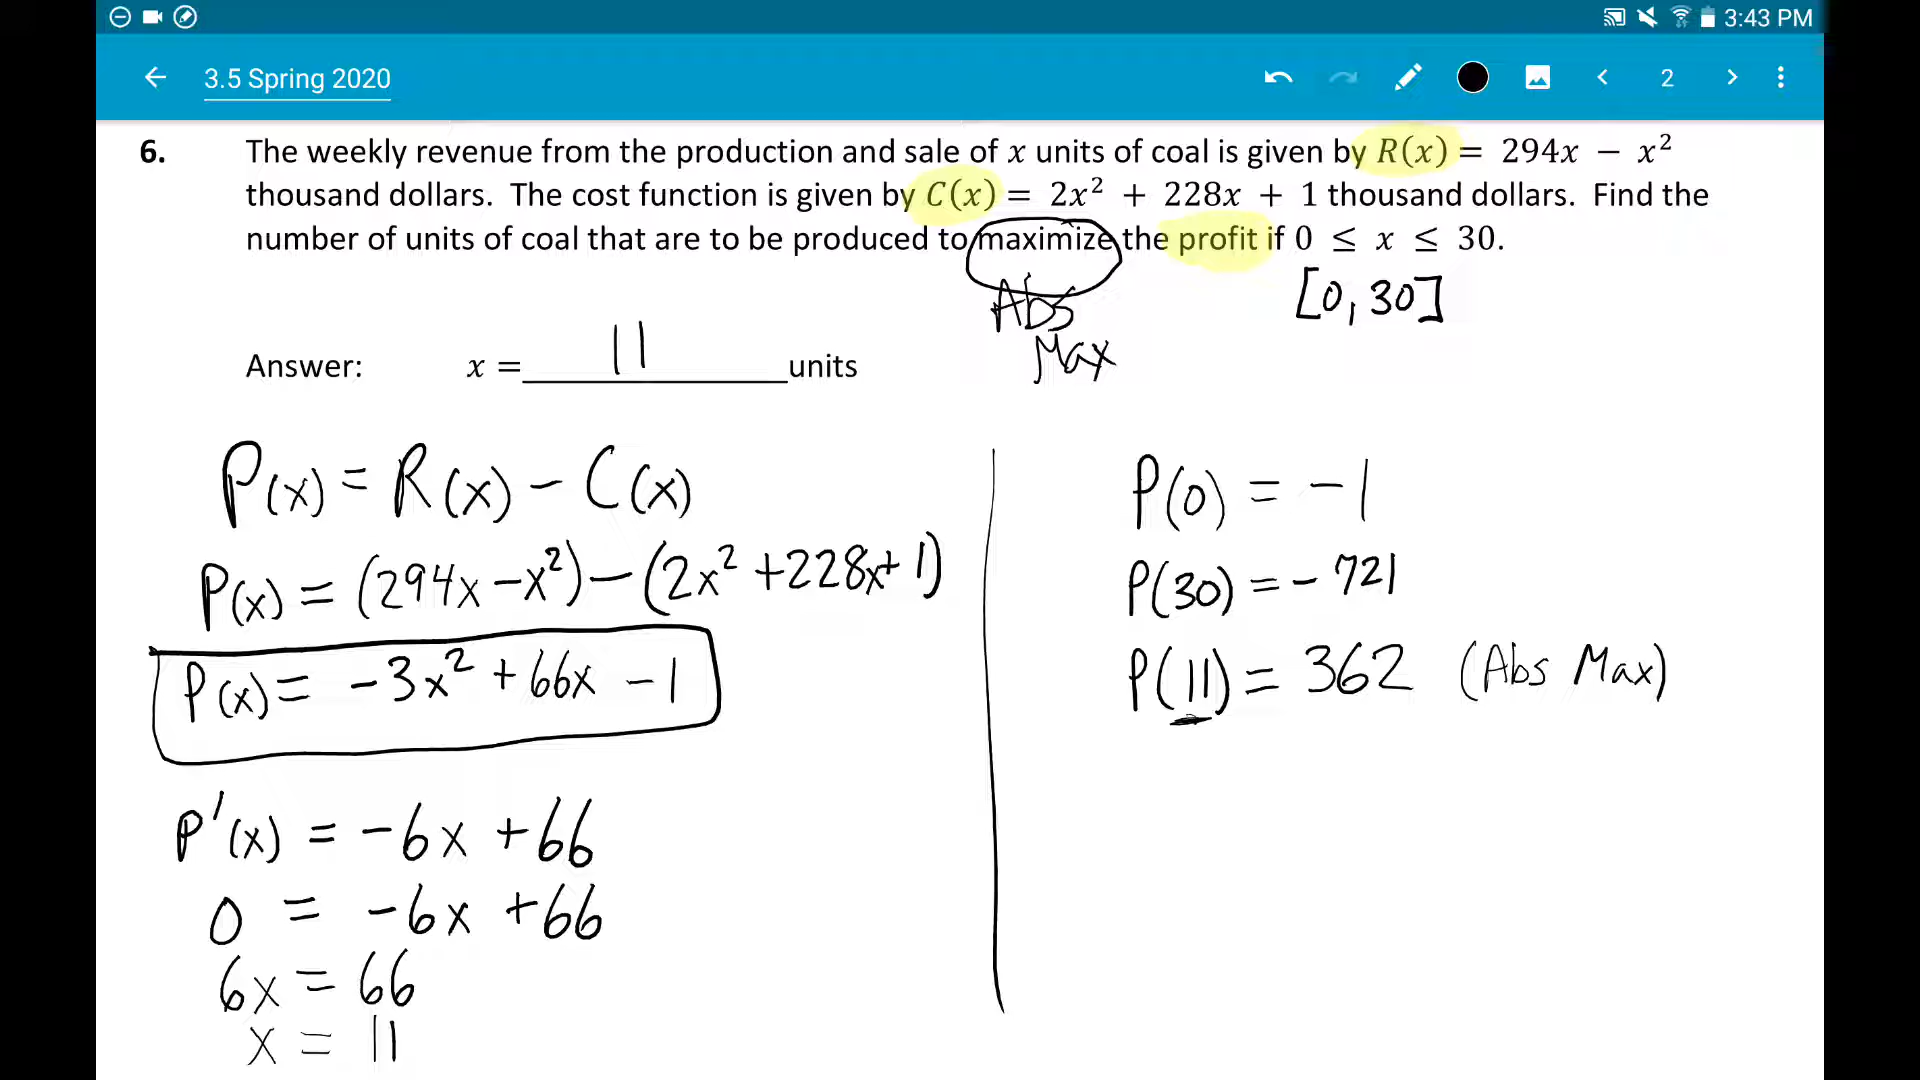 3:43 PM
3.5 Spring 2020
2
6. The weekly revenue from the production and sale of x units of coal is given by R(x) = 294x − x²
thousand dollars. The cost function is given by C(x) = 2x² + 228x + 1 thousand dollars. Find the
number of units of coal that are to be produced to maximize the profit if 0 ≤ x ≤ 30.
Abs
Max
[0, 30]
Answer: x = 11 units
P(x) = R(x) − C(x)
P(x) = (294x − x²) − (2x² + 228x + 1)
P(x) = −3x² + 66x − 1
P'(x) = −6x + 66
0 = −6x + 66
6x = 66
x = 11
P(0) = −1
P(30) = −721
P(11) = 362 (Abs Max)